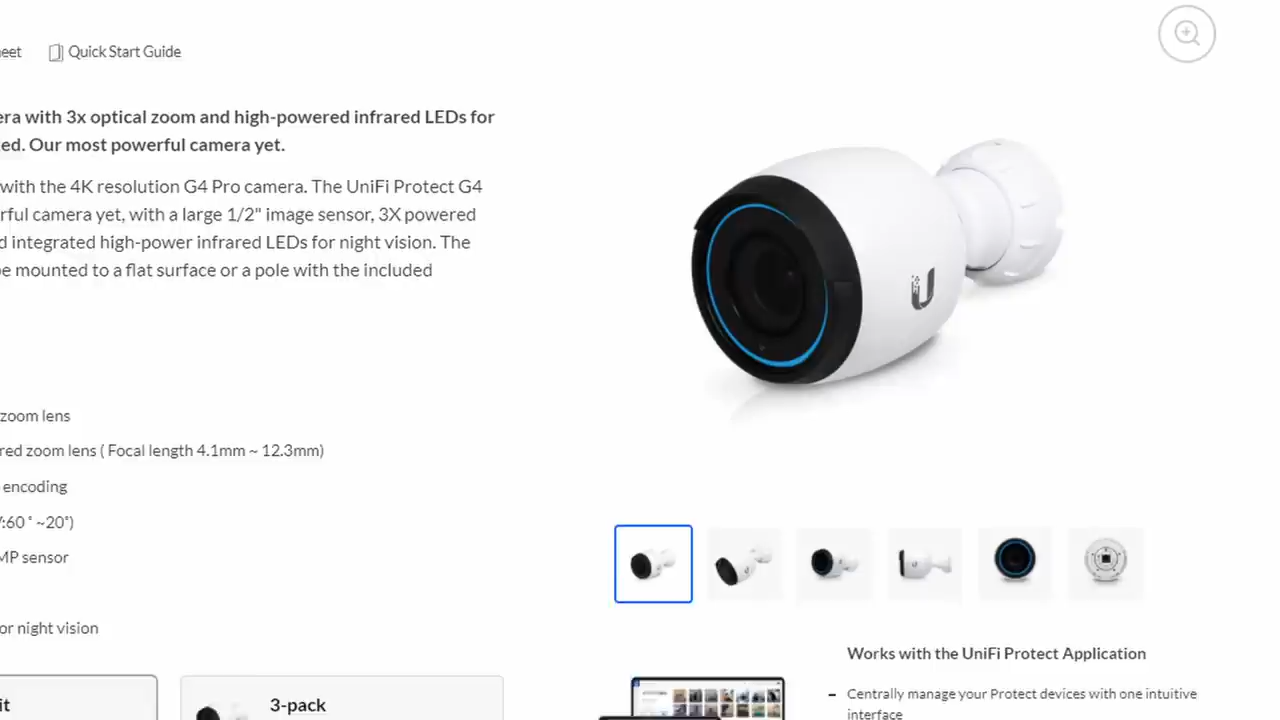 eet
Quick Start Guide
era with 3x optical zoom and high-powered infrared LEDs for
ed. Our most powerful camera yet.
with the 4K resolution G4 Pro camera. The UniFi Protect G4
rful camera yet, with a large 1/2" image sensor, 3X powered
d integrated high-power infrared LEDs for night vision. The
e mounted to a flat surface or a pole with the included
zoom lens
red zoom lens ( Focal length 4.1mm ~ 12.3mm)
encoding
V:60 ° ~20°)
MP sensor
or night vision
it
3-pack
Works with the UniFi Protect Application
- Centrally manage your Protect devices with one intuitive
interface